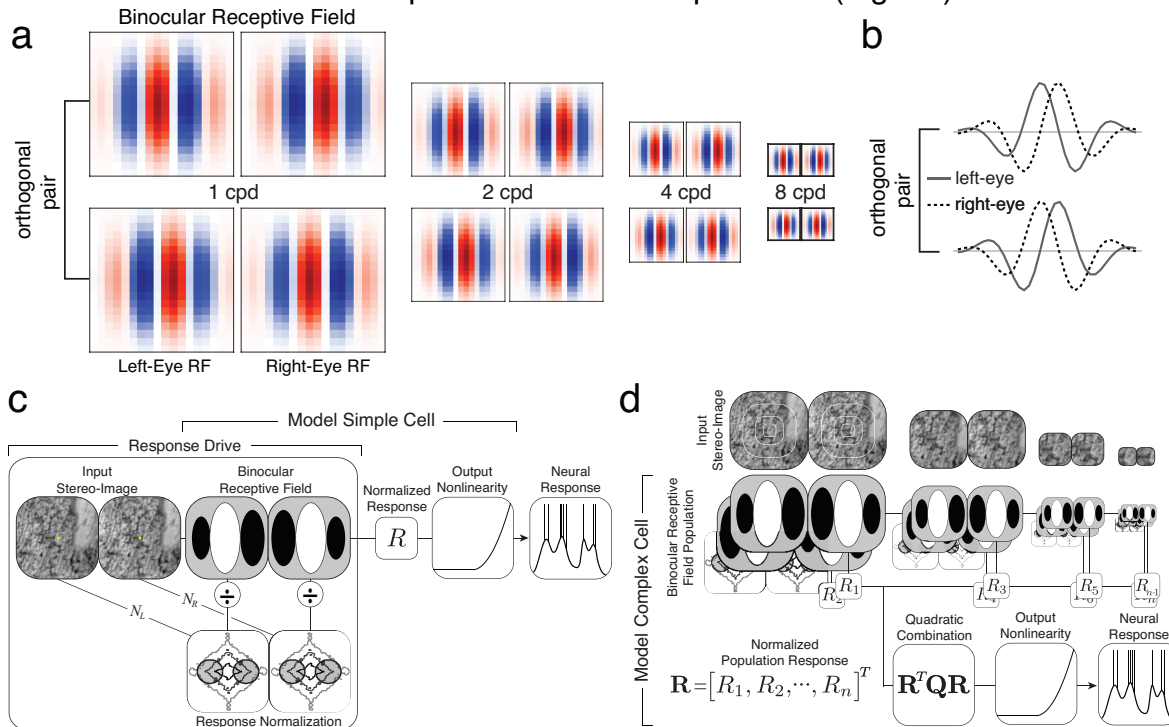 a
Binocular Receptive Field
orthogonal
pair
1 cpd
2 cpd
4 cpd
8 cpd
Left-Eye RF
Right-Eye RF
b
orthogonal
pair
left-eye
right-eye
c
Model Simple Cell
Response Drive
Input
Stereo-Image
Binocular
Receptive Field
Normalized
Response
Output
Nonlinearity
Neural
Response
R
÷
÷
N_L
N_R
Response Normalization
d
Input
Stereo-Image
Model Complex Cell
Binocular Receptive
Field Population
R_2
R_1
R_3
R_5
R_{n-1}
Normalized
Population Response
R = [R_1, R_2, ..., R_n]^T
Quadratic
Combination
R^TQR
Output
Nonlinearity
Neural
Response